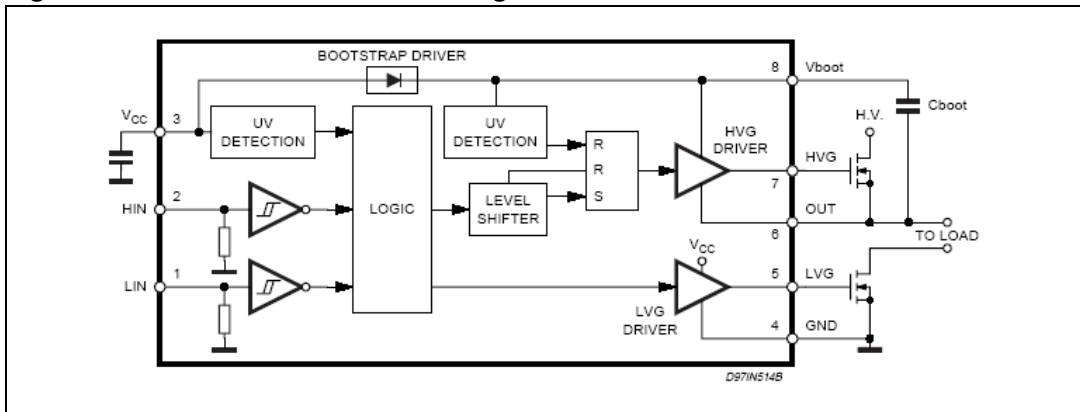 BOOTSTRAP DRIVER
8
Vboot
VCC
3
UV
DETECTION
UV
DETECTION
HVG
DRIVER
Cboot
H.V.
R
R
S
HVG
7
HIN
2
LOGIC
LEVEL
SHIFTER
OUT
6
TO LOAD
VCC
LIN
1
5
LVG
LVG
DRIVER
4
GND
D97IN514B